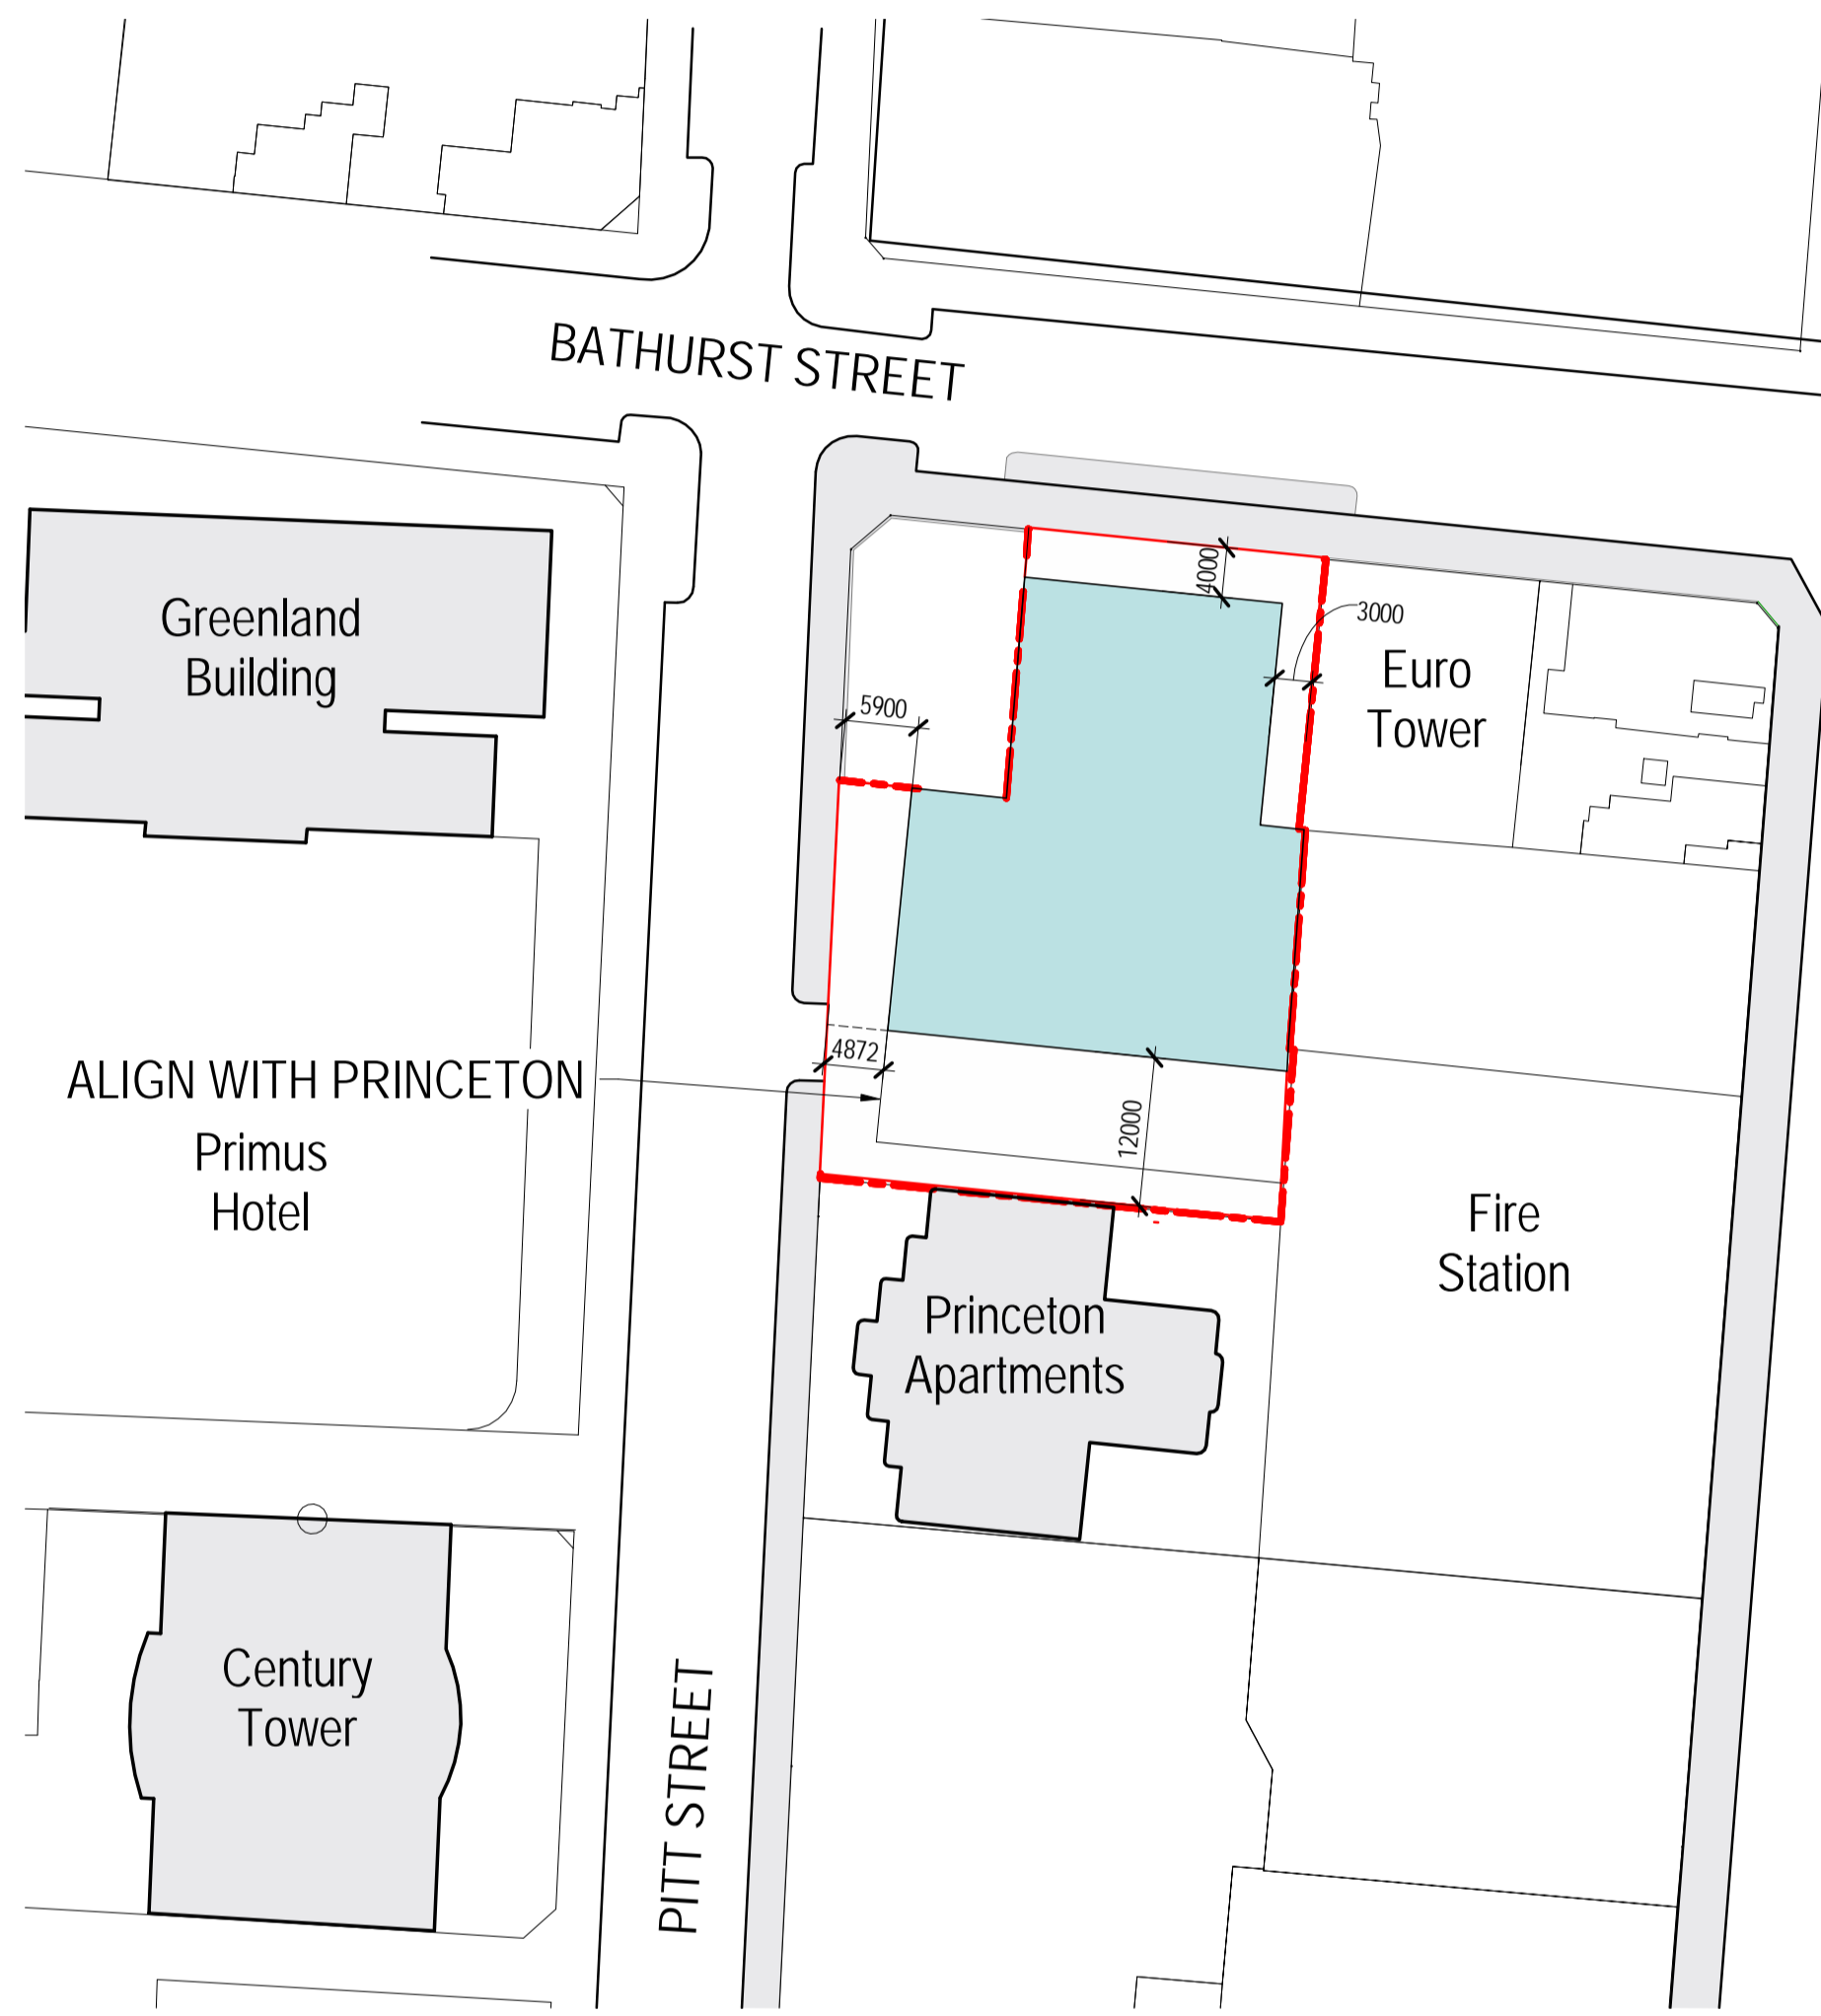 BATHURST STREET
Greenland
Building
4000
3000
Euro
Tower
5900
4872
ALIGN WITH PRINCETON
12000
Primus
Hotel
Fire
Station
Princeton
Apartments
Century
Tower
PITT STREET